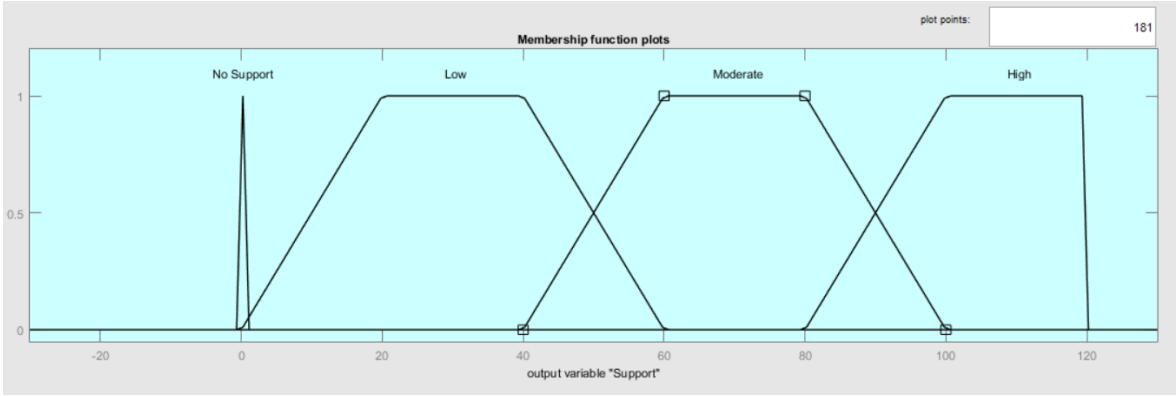 plot points: 181
Membership function plots
No Support Low Moderate High
1
0.5
0
-20 0 20 40 60 80 100 120
output variable "Support"